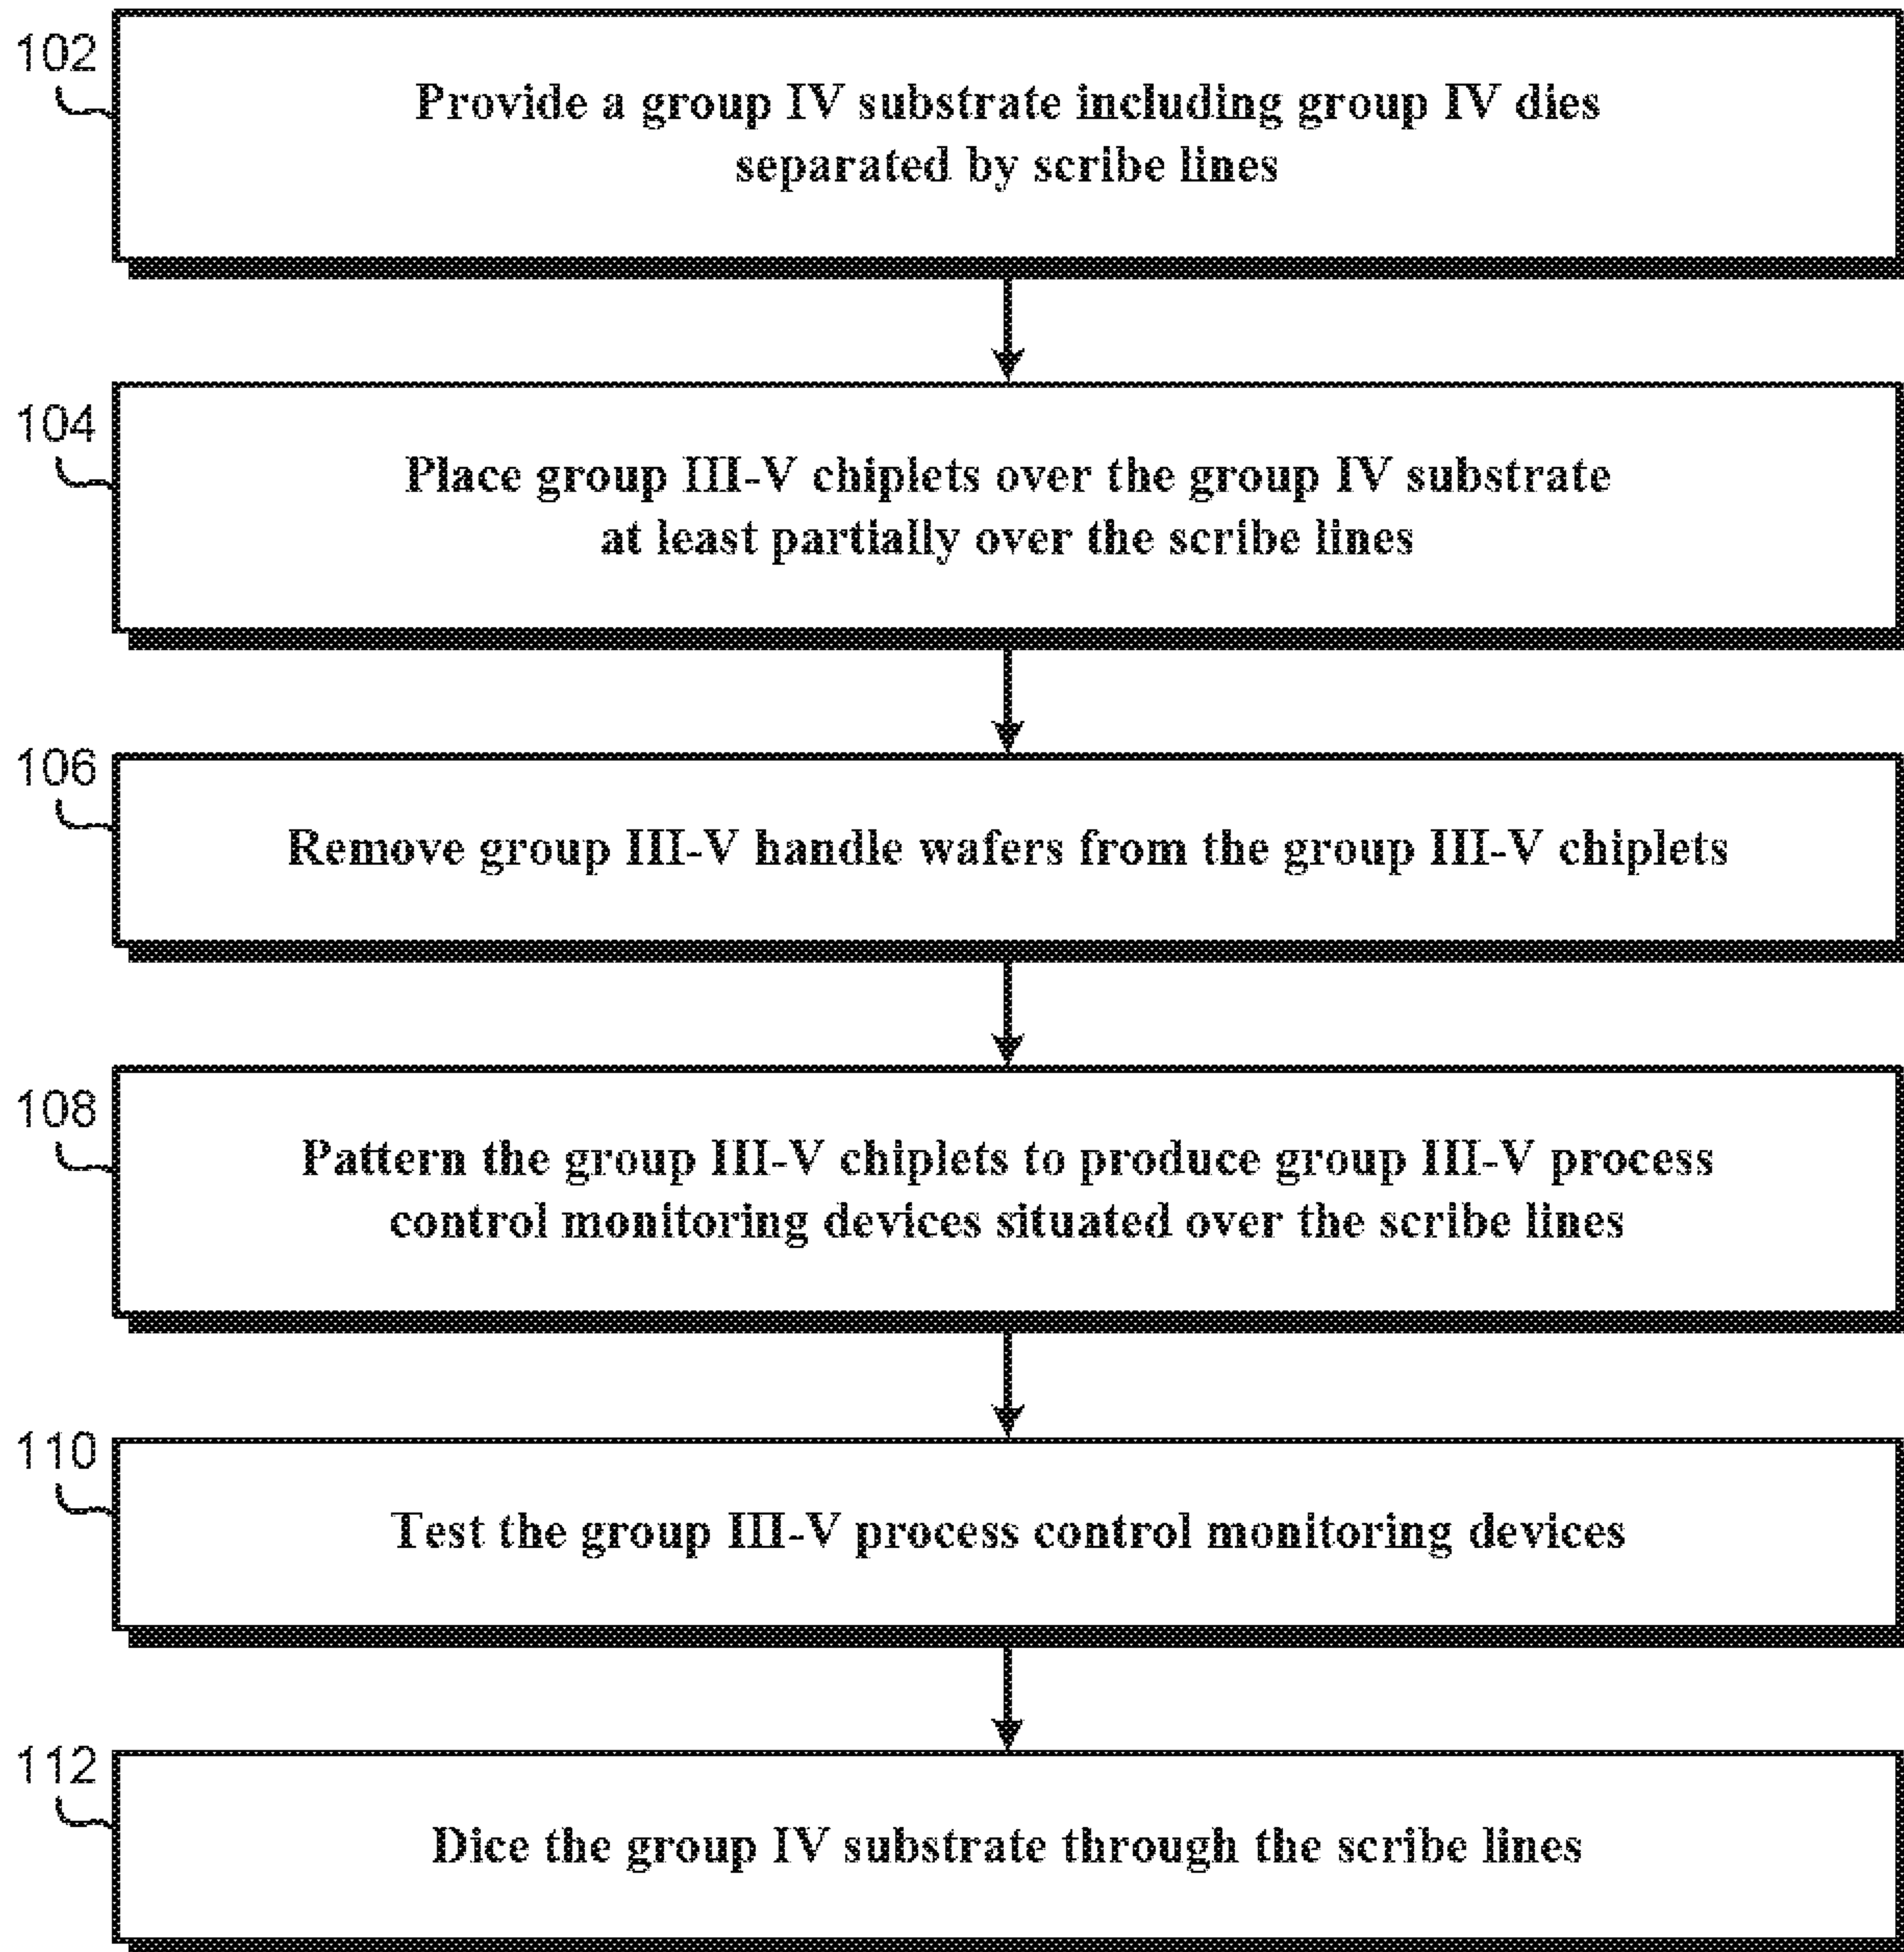 102
Provide a group IV substrate including group IV dies
separated by scribe lines
104
Place group III-V chiplets over the group IV substrate
at least partially over the scribe lines
106
Remove group III-V handle wafers from the group III-V chiplets
108
Pattern the group III-V chiplets to produce group III-V process
control monitoring devices situated over the scribe lines
110
Test the group III-V process control monitoring devices
112
Dice the group IV substrate through the scribe lines